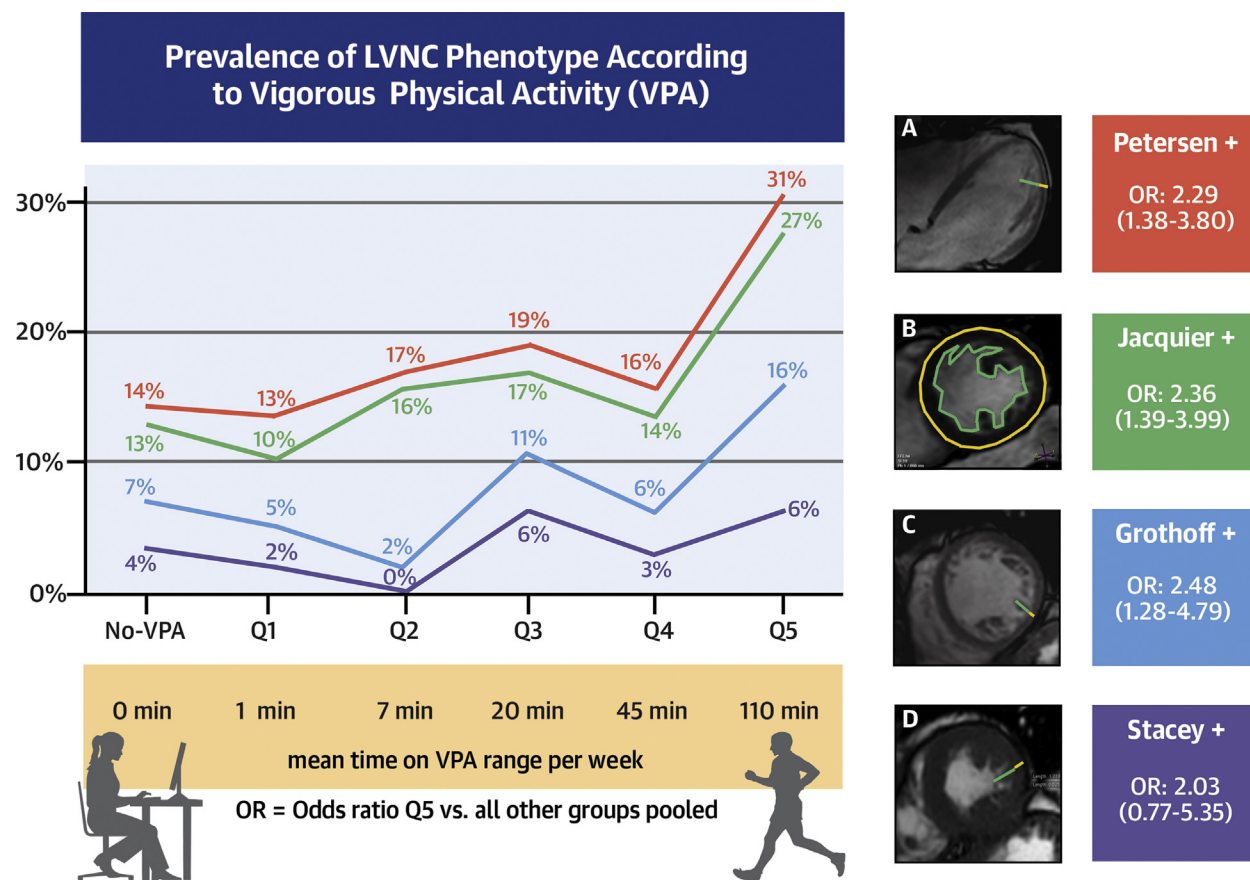 Prevalence of LVNC Phenotype According
to Vigorous Physical Activity (VPA)
30%
20%
10%
0%
14%
13%
17%
19%
16%
31%
13%
10%
16%
17%
14%
27%
7%
5%
2%
11%
6%
16%
4%
2%
0%
6%
3%
6%
No-VPA Q1 Q2 Q3 Q4 Q5
0 min 1 min 7 min 20 min 45 min 110 min
mean time on VPA range per week
OR = Odds ratio Q5 vs. all other groups pooled
A
Petersen +
OR: 2.29
(1.38-3.80)
B
Jacquier +
OR: 2.36
(1.39-3.99)
C
Grothoff +
OR: 2.48
(1.28-4.79)
D
Stacey +
OR: 2.03
(0.77-5.35)